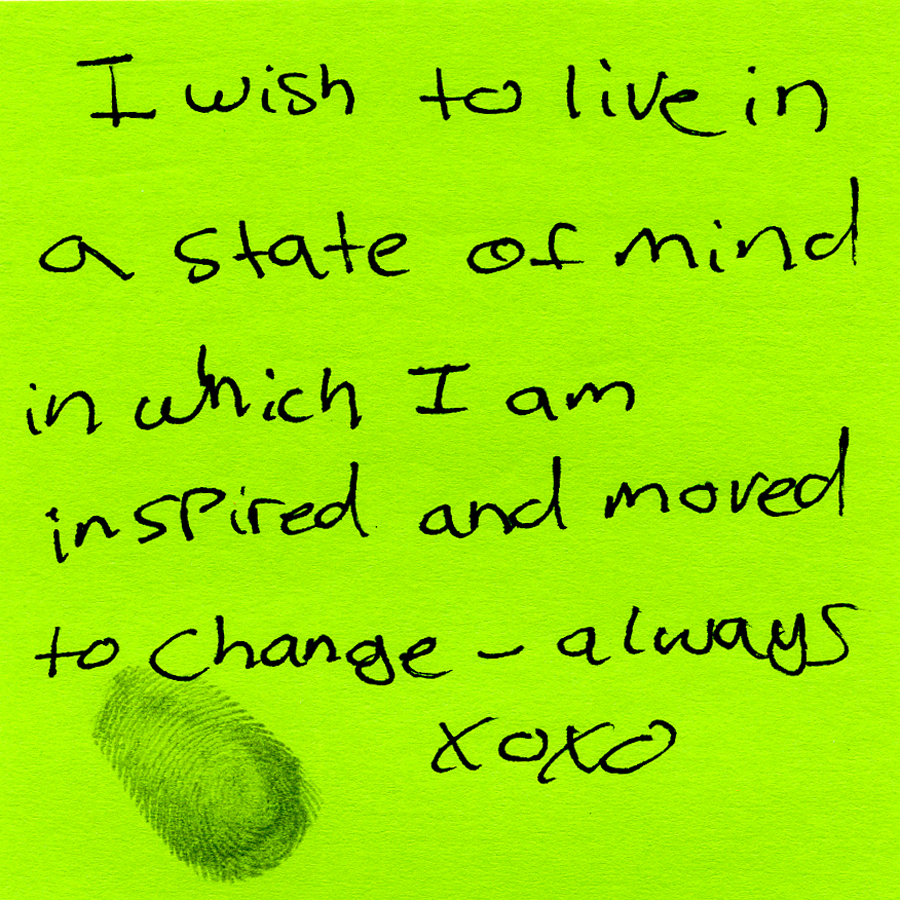 I wish to live in
a state of mind
in which I am
inspired and moved
to change - always
xoxo